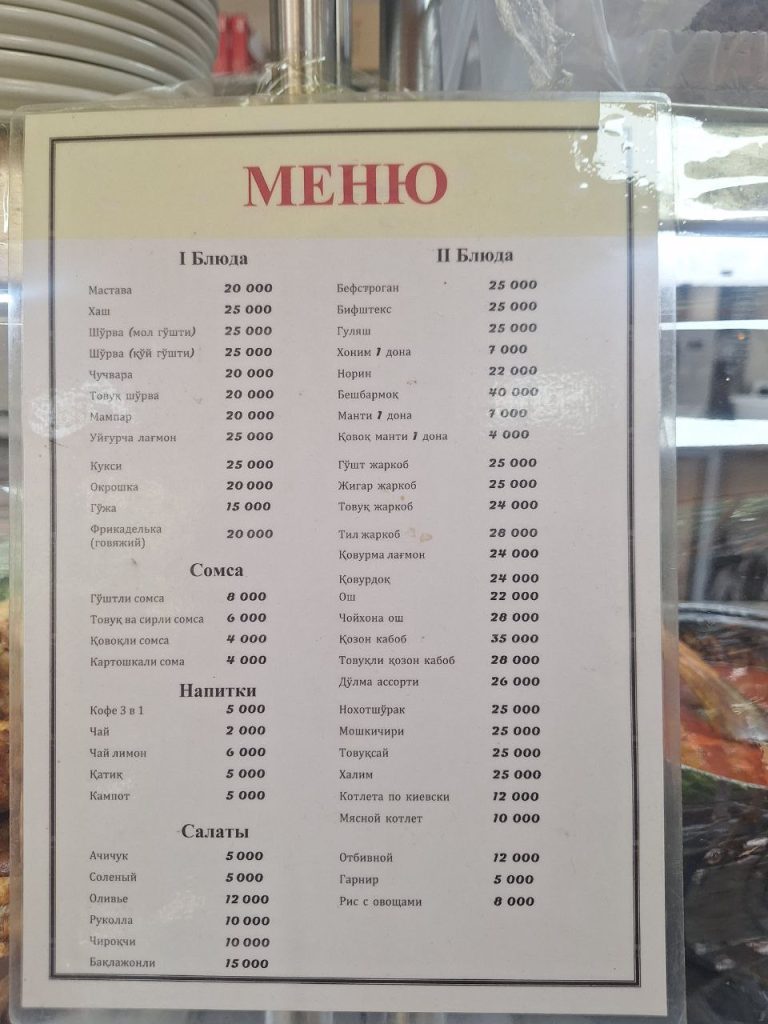 МЕНЮ
I Блюда
Мастава 20 000
Хаш 25 000
Шўрва (мол гўшти) 25 000
Шўрва (қўй гўшти) 25 000
Чучвара 20 000
Товуқ шўрва 20 000
Мампар 20 000
Уйғурча лағмон 25 000
Кукси 25 000
Окрошка 20 000
Гўжа 15 000
Фрикаделька
(говяжий) 20 000
Сомса
Гўштли сомса 8 000
Товуқ ва сирли сомса 6 000
Қовоқли сомса 4 000
Картошкали сома 4 000
Напитки
Кофе 3 в 1 5 000
Чай 2 000
Чай лимон 6 000
Қатиқ 5 000
Кампот 5 000
Салаты
Ачичук 5 000
Соленый 5 000
Оливье 12 000
Руколла 10 000
Чироқчи 10 000
Бақлажонли 15 000
II Блюда
Бефстроган 25 000
Бифштекс 25 000
Гуляш 25 000
Хоним 1 дона 7 000
Норин 22 000
Бешбармоқ 40 000
Манти 1 дона 7 000
Қовоқ манти 1 дона 4 000
Гўшт жаркоб 25 000
Жигар жаркоб 25 000
Товуқ жаркоб 24 000
Тил жаркоб 28 000
Қовурма лағмон 24 000
Қовурдоқ 24 000
Ош 22 000
Чойхона ош 28 000
Қозон кабоб 35 000
Товуқли қозон кабоб 28 000
Дўлма ассорти 26 000
Нохотшўрак 25 000
Мошкичири 25 000
Товуқсай 25 000
Халим 25 000
Котлета по киевски 12 000
Мясной котлет 10 000
Отбивной 12 000
Гарнир 5 000
Рис с овощами 8 000